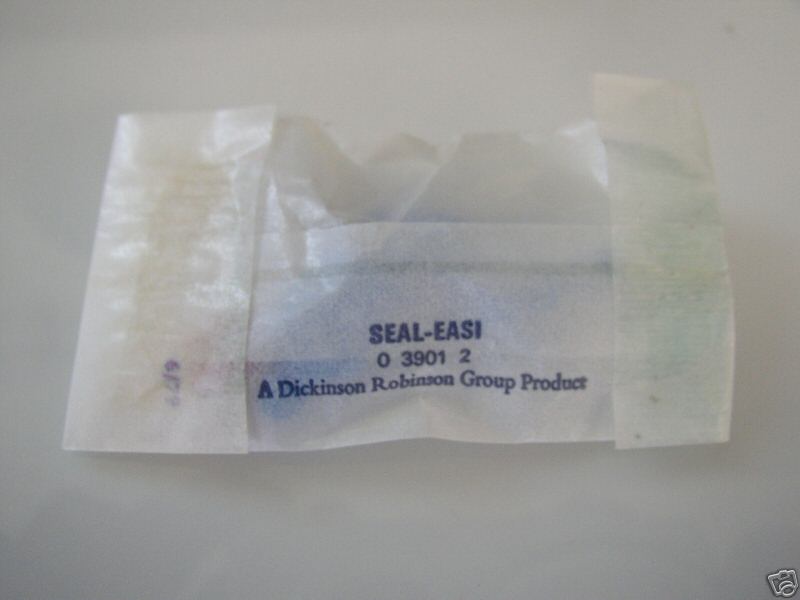 SEAL-EASI
0 3901 2
A Dickinson Robinson Group Product